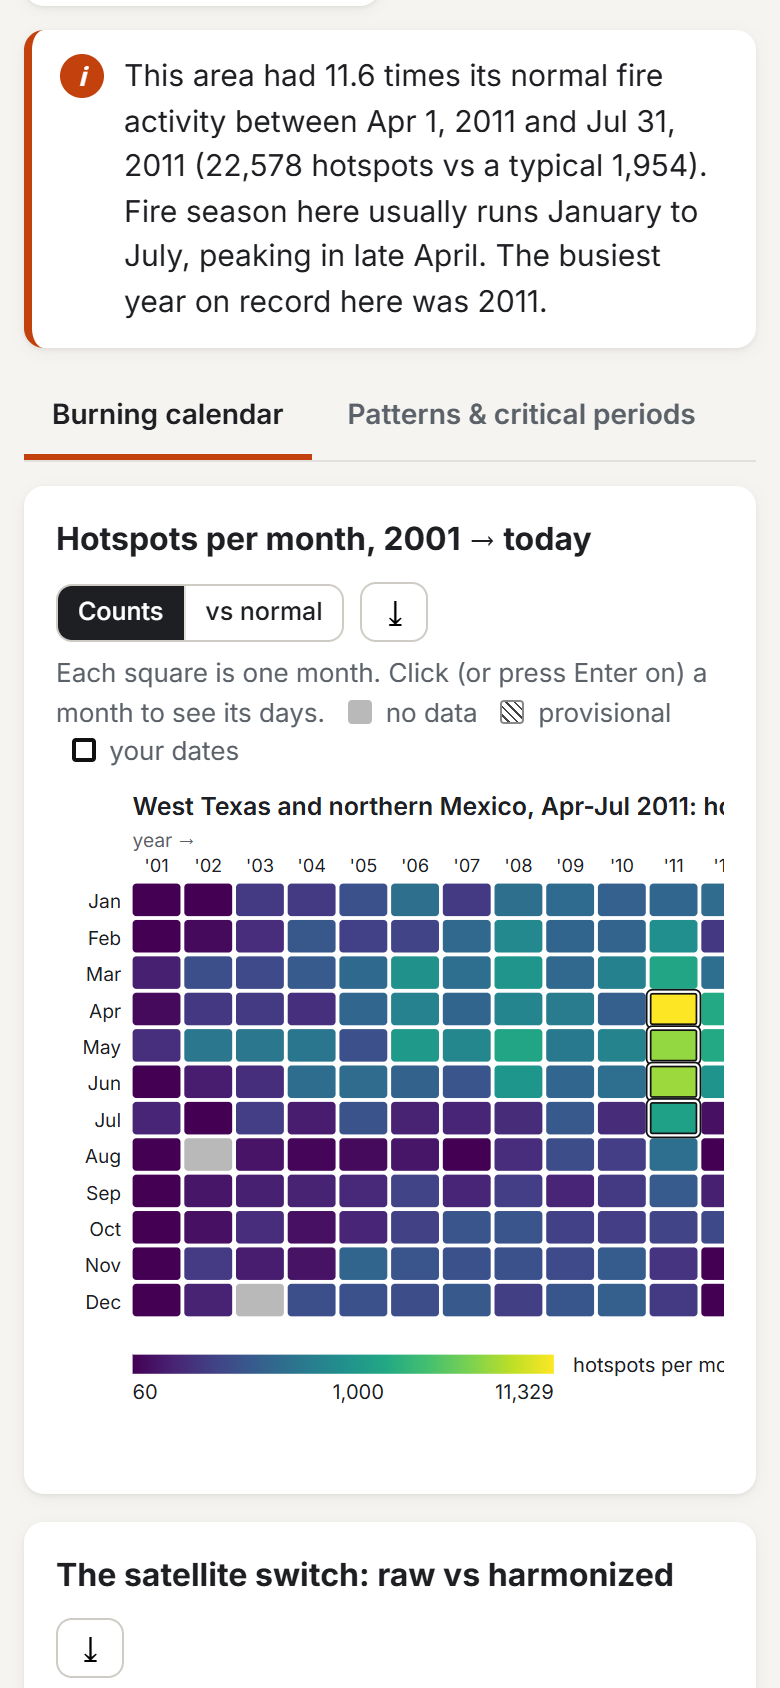 This area had 11.6 times its normal fire
activity between Apr 1, 2011 and Jul 31,
2011 (22,578 hotspots vs a typical 1,954).
Fire season here usually runs January to
July, peaking in late April. The busiest
year on record here was 2011.
Burning calendar Patterns & critical periods
Hotspots per month, 2001 → today
Counts vs normal
Each square is one month. Click (or press Enter on) a
month to see its days. no data provisional
your dates
West Texas and northern Mexico, Apr-Jul 2011:
year →
'01 '02 '03 '04 '05 '06 '07 '08 '09 '10 '11
Jan
Feb
Mar
Apr
May
Jun
Jul
Aug
Sep
Oct
Nov
Dec
hotspots per
60 1,000 11,329
The satellite switch: raw vs harmonized